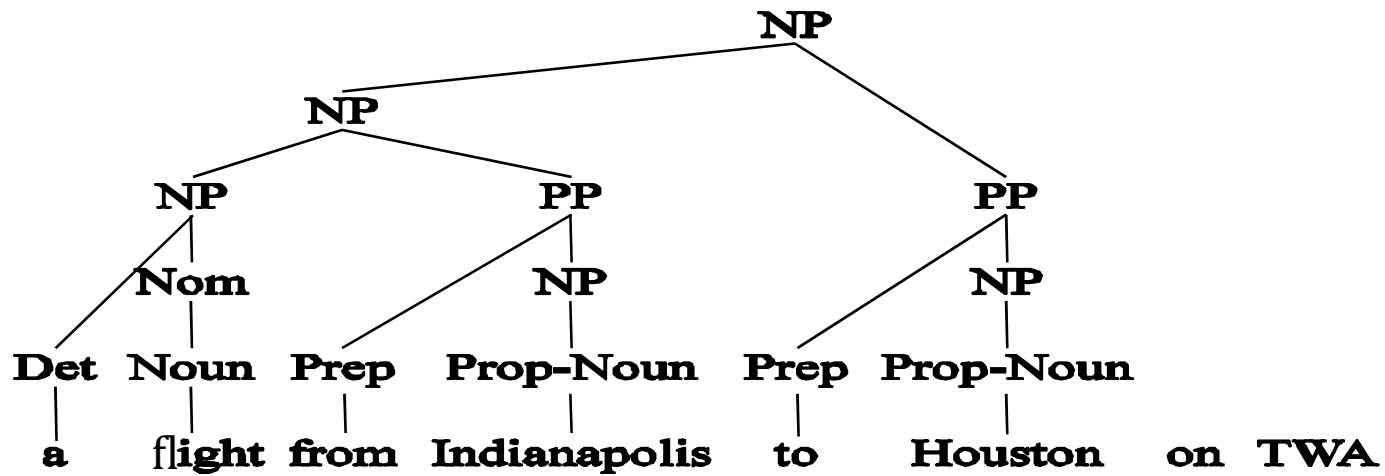 NP
NP
NP PP PP
Nom NP NP
Det Noun Prep Prop-Noun Prep Prop-Noun
a flight from Indianapolis to Houston on TWA